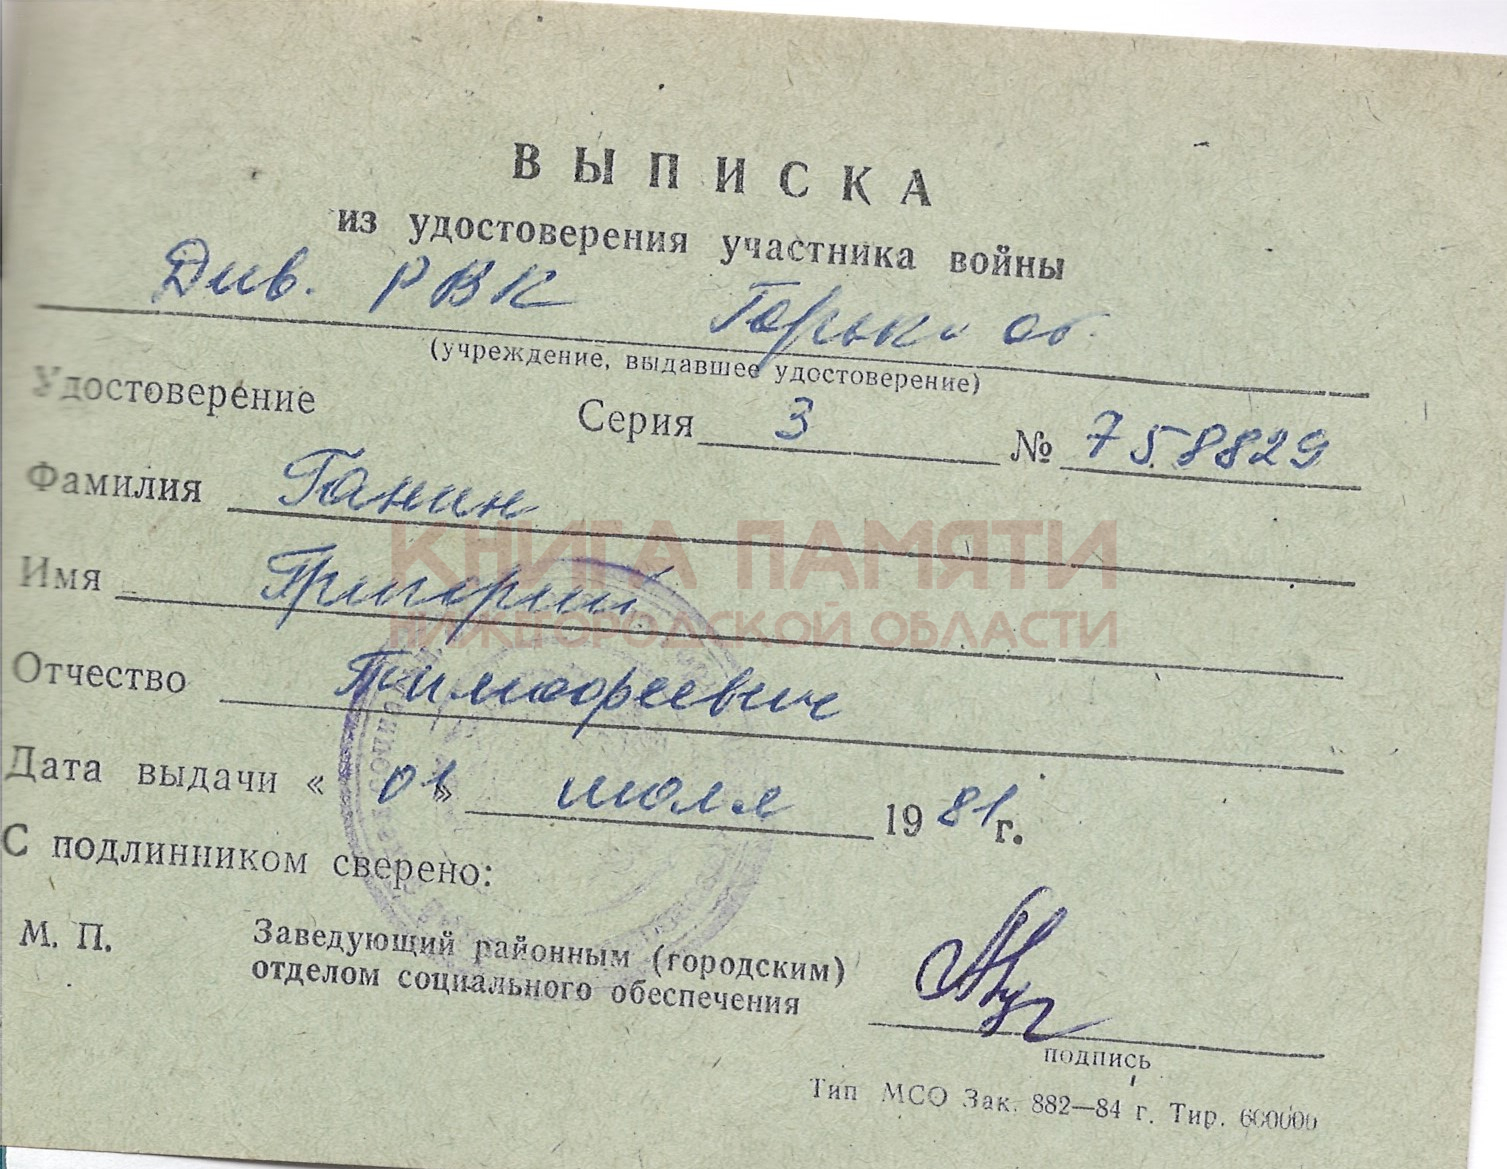 ВЫПИСКА
из удостоверения участника войны
Див. РВК Горьк. об.
(учреждение, выдавшее удостоверение)
Удостоверение Серия 3 № 758829
Фамилия Ганин
КНИГА ПАМЯТИ
Имя Григорий
НИЖЕГОРОДСКОЙ ОБЛАСТИ
Отчество Тимофеевич
Дата выдачи « 01 » июля 1981 г.
С подлинником сверено:
М. П. Заведующий районным (городским)
отделом социального обеспечения
подпись
Тип МСО Зак. 882—84 г. Тир. 600000